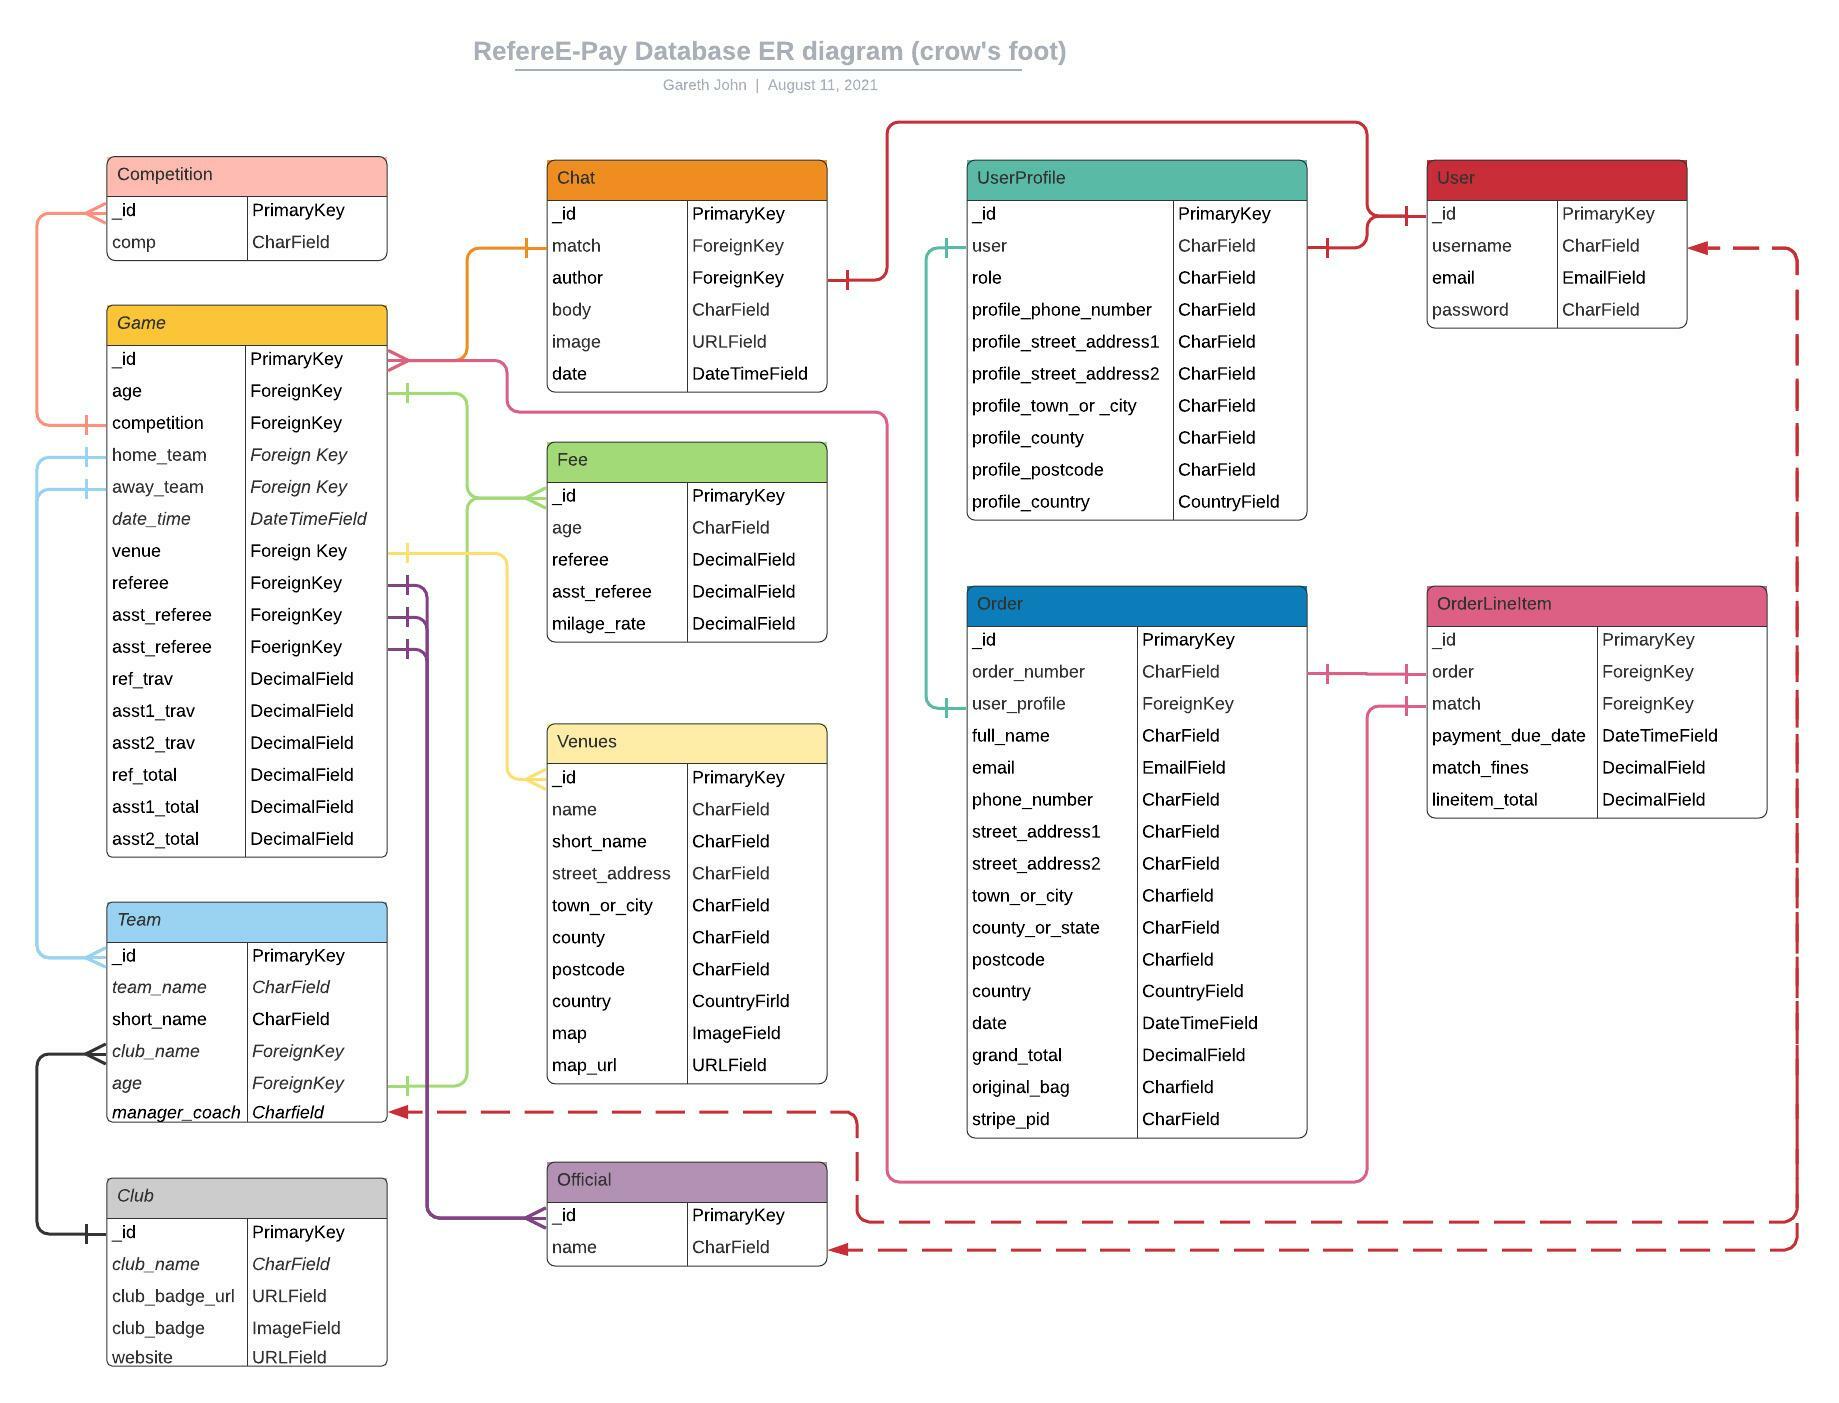 RefereE-Pay Database ER diagram (crow's foot)
Gareth John | August 11, 2021
Competition
_id PrimaryKey
comp CharField
Game
_id PrimaryKey
age ForeignKey
competition ForeignKey
home_team Foreign Key
away_team Foreign Key
date_time DateTimeField
venue Foreign Key
referee ForeignKey
asst_referee ForeignKey
asst_referee FoerignKey
ref_trav DecimalField
asst1_trav DecimalField
asst2_trav DecimalField
ref_total DecimalField
asst1_total DecimalField
asst2_total DecimalField
Team
_id PrimaryKey
team_name CharField
short_name CharField
club_name ForeignKey
age ForeignKey
manager_coach Charfield
Club
_id PrimaryKey
club_name CharField
club_badge_url URLField
club_badge ImageField
website URLField
Chat
_id PrimaryKey
match ForeignKey
author ForeignKey
body CharField
image URLField
date DateTimeField
Fee
_id PrimaryKey
age CharField
referee DecimalField
asst_referee DecimalField
milage_rate DecimalField
Venues
_id PrimaryKey
name CharField
short_name CharField
street_address CharField
town_or_city CharField
county CharField
postcode CharField
country CountryFirld
map ImageField
map_url URLField
Official
_id PrimaryKey
name CharField
UserProfile
_id PrimaryKey
user CharField
role CharField
profile_phone_number CharField
profile_street_address1 CharField
profile_street_address2 CharField
profile_town_or _city CharField
profile_county CharField
profile_postcode CharField
profile_country CountryField
Order
_id PrimaryKey
order_number CharField
user_profile ForeignKey
full_name CharField
email EmailField
phone_number CharField
street_address1 CharField
street_address2 CharField
town_or_city Charfield
county_or_state CharField
postcode Charfield
country CountryField
date DateTimeField
grand_total DecimalField
original_bag Charfield
stripe_pid CharField
User
_id PrimaryKey
username CharField
email EmailField
password CharField
OrderLineItem
_id PrimaryKey
order ForeignKey
match ForeignKey
payment_due_date DateTimeField
match_fines DecimalField
lineitem_total DecimalField